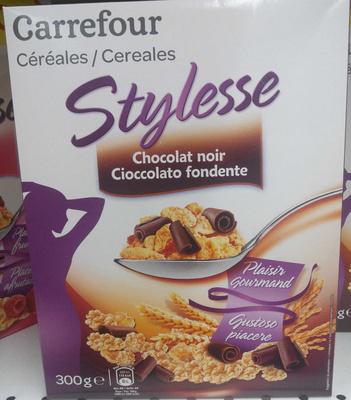 Carrefour
Céréales / Cereales
Stylesse
Chocolat noir
Cioccolato fondente
Plaisir
gourmand
Gustoso
piacere
300g e